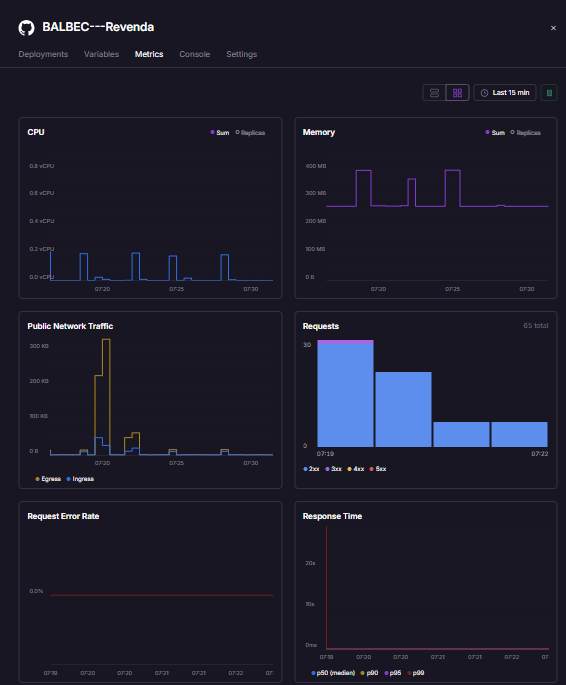 BALBEC---Revenda
×
Deployments Variables Metrics Console Settings
Last 15 min
CPU
Sum Replicas
0.8 vCPU
0.6 vCPU
0.4 vCPU
0.2 vCPU
0.0 vCPU
07:20 07:25 07:30
Memory
Sum Replicas
400 MB
300 MB
200 MB
100 MB
0 B
07:20 07:25 07:30
Public Network Traffic
300 KB
200 KB
100 KB
0 B
07:20 07:25 07:30
Egress Ingress
Requests
65 total
30
0
07:19 07:22
2xx 3xx 4xx 5xx
Request Error Rate
0.0%
07:19 07:20 07:20 07:21 07:21 07:22 07:
Response Time
20s
10s
0ms
07:19 07:20 07:20 07:21 07:21 07:22 07:
p50 (median) p90 p95 p99